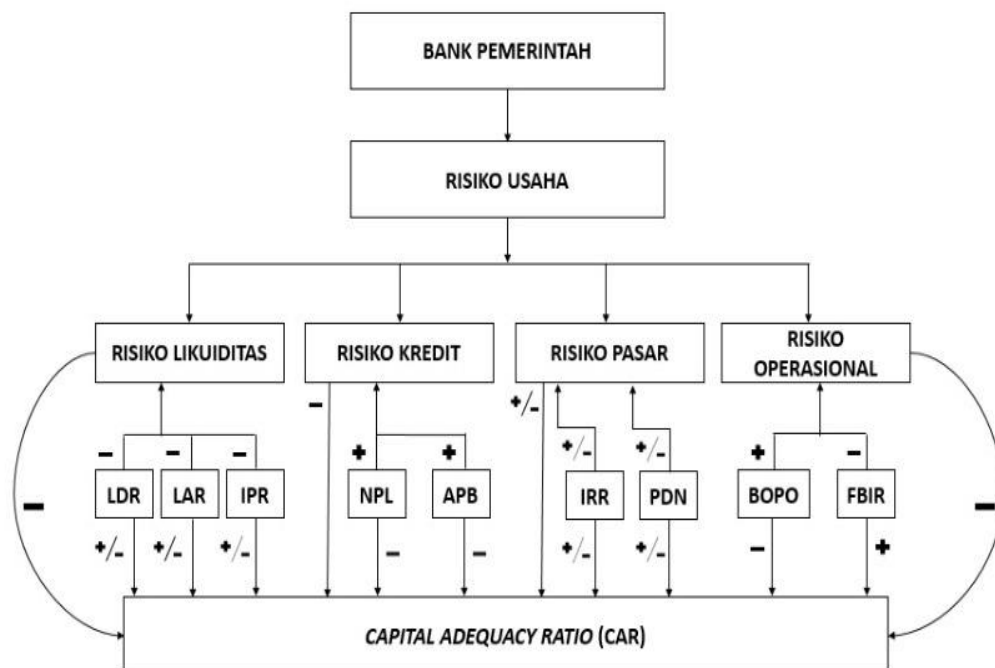 BANK PEMERINTAH
RISIKO USAHA
RISIKO LIKUIDITAS
RISIKO KREDIT
RISIKO PASAR
RISIKO
OPERASIONAL
– +/-
– – – + + +/- +/- + –
LDR LAR IPR NPL APB IRR PDN BOPO FBIR
– –
+/- +/- +/- – – +/- +/- – +
CAPITAL ADEQUACY RATIO (CAR)